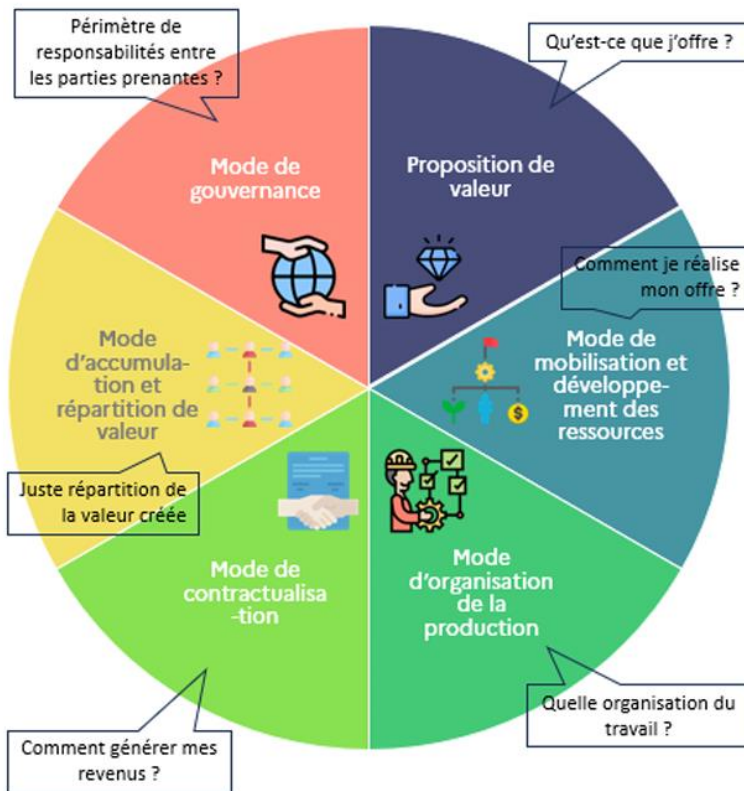 Périmètre de
responsabilités entre
les parties prenantes ?
Qu’est-ce que j’offre ?
Mode de
gouvernance
Proposition de
valeur
Comment je réalise
mon offre ?
Mode
d’accumula-
tion et
répartition de
valeur
Mode de
mobilisation et
développe-
ment des
ressources
Juste répartition de
la valeur créée
Mode de
contractualisa
-tion
Mode
d’organisation
de la
production
Quelle organisation du
travail ?
Comment générer mes
revenus ?